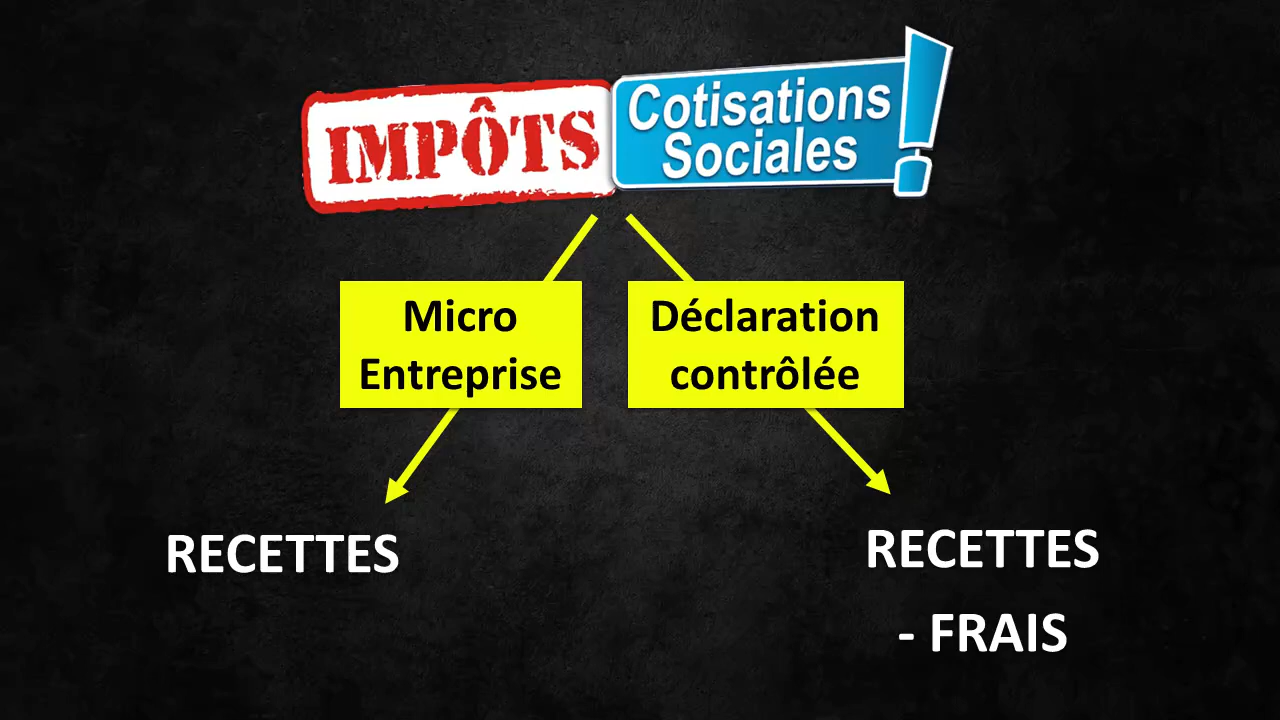 IMPÔTS
Cotisations
Sociales !
Micro
Entreprise
Déclaration
contrôlée
RECETTES
RECETTES
- FRAIS